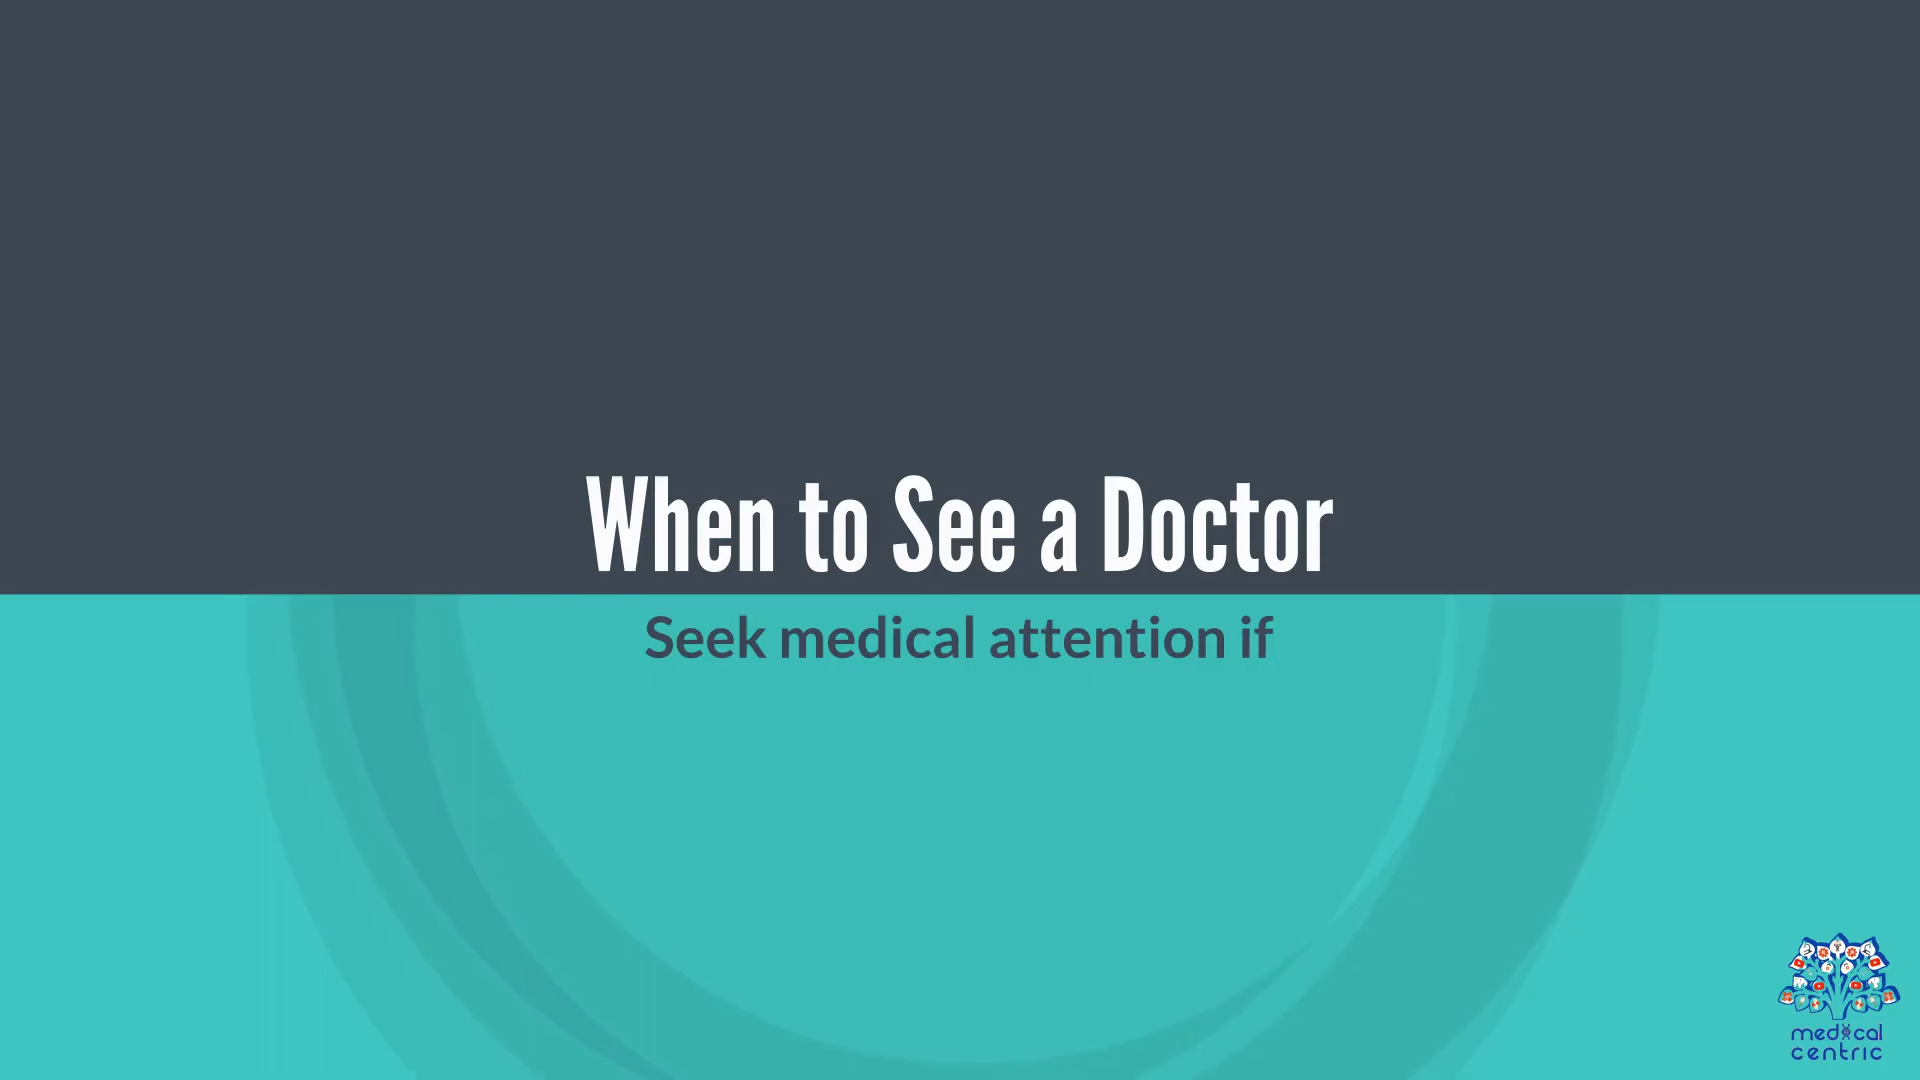 When to See a Doctor
Seek medical attention if
medical
centric